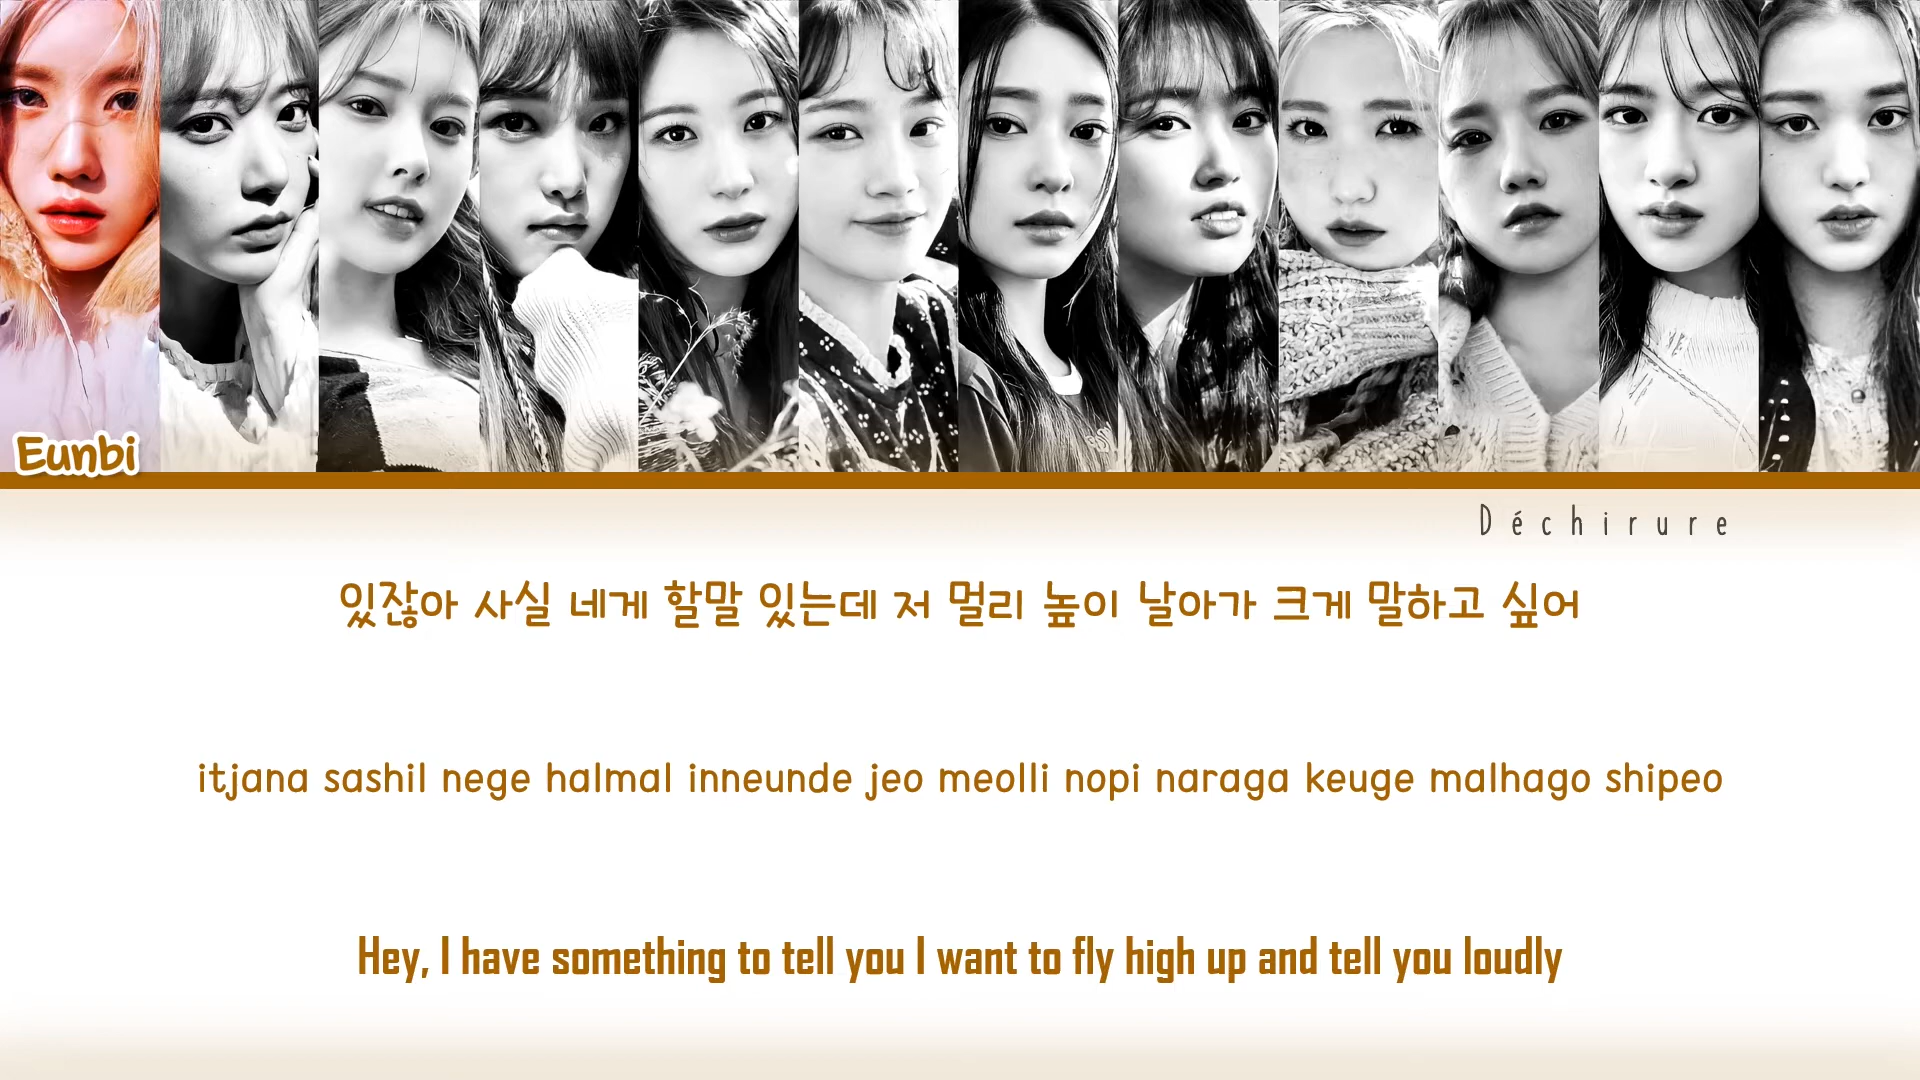 Eunbi
Déchirure
있잖아 사실 네게 할말 있는데 저 멀리 높이 날아가 크게 말하고 싶어
itjana sashil nege halmal inneunde jeo meolli nopi naraga keuge malhago shipeo
Hey, I have something to tell you I want to fly high up and tell you loudly